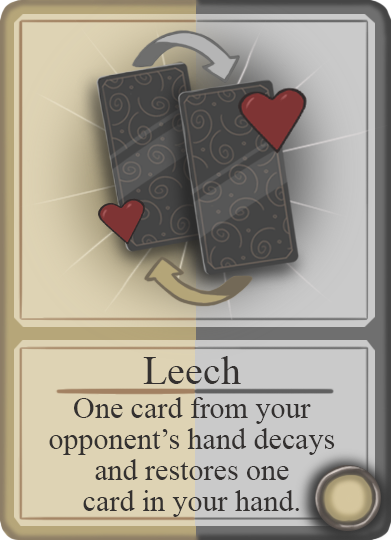 Leech
One card from your
opponent’s hand decays
and restores one
card in your hand.